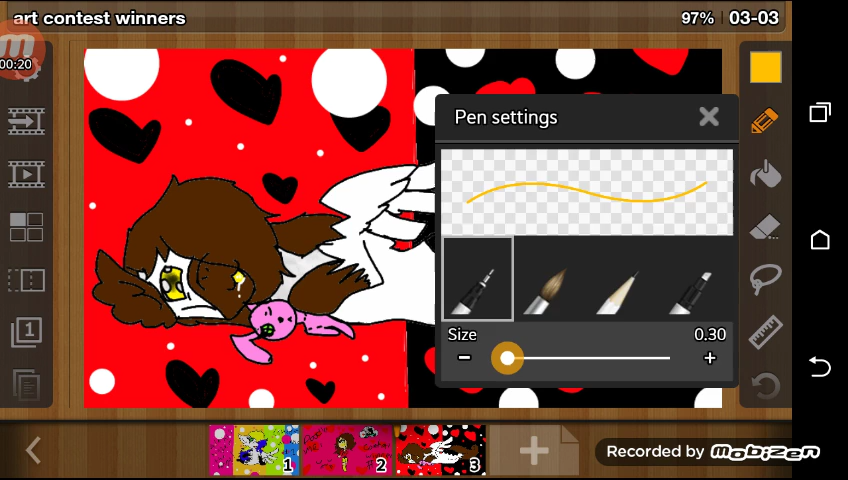 art contest winners
97% 03-03
00:20
Pen settings
Size 0.30
1
1
2
3
Recorded by mobizen